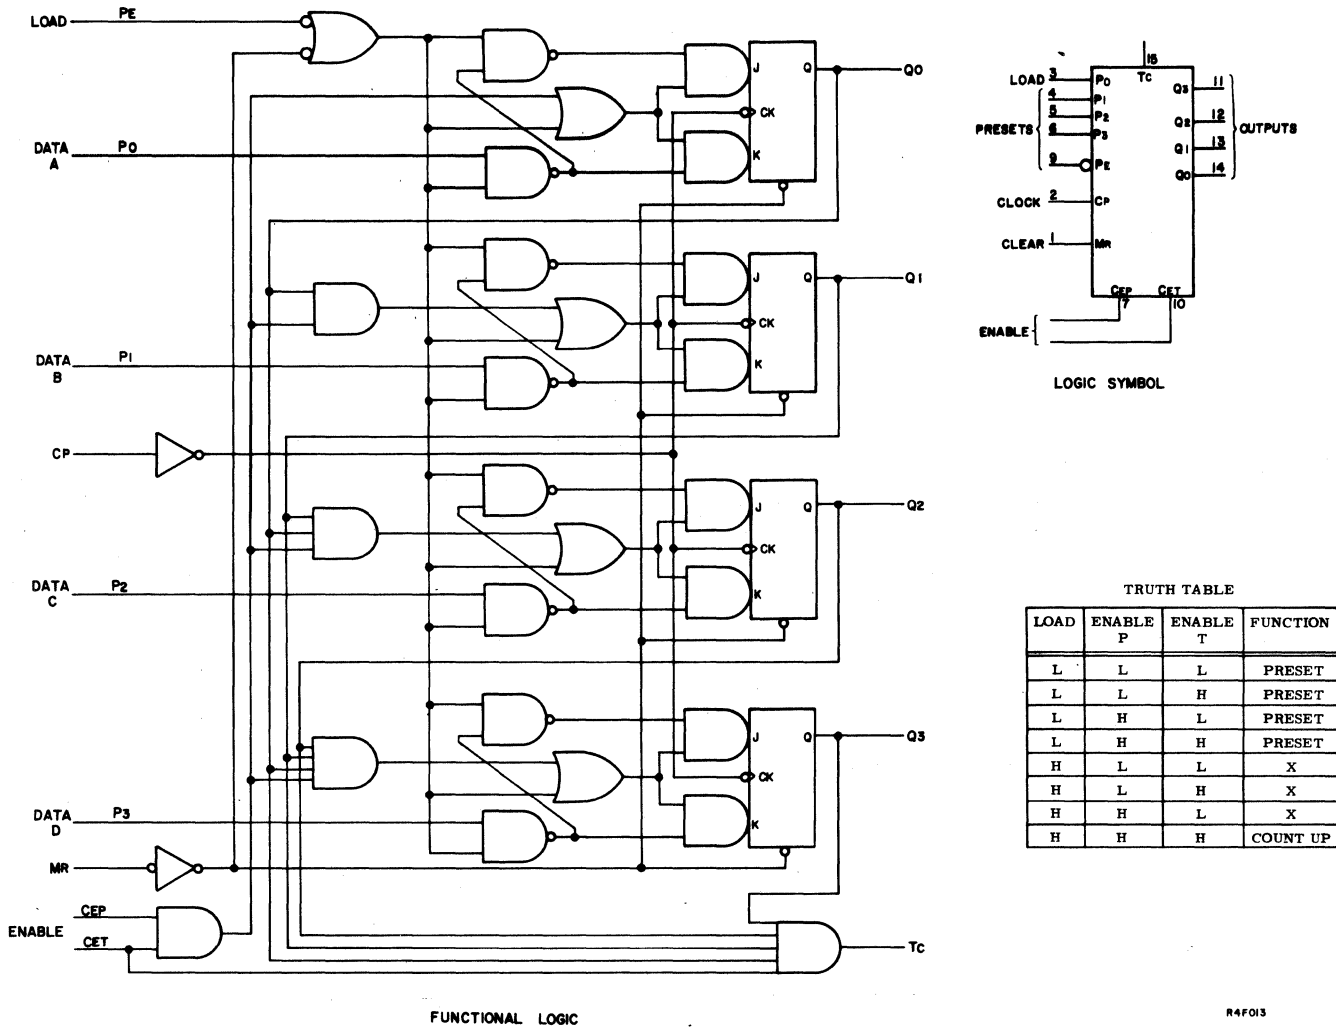 LOAD PE
J Q Q0
CK
K
DATA P0
A
J Q Q1
CK
K
DATA P1
B
CP
J Q Q2
CK
K
DATA P2
C
J Q Q3
CK
K
DATA P3
D
MR
CEP
ENABLE
CET
TC
FUNCTIONAL LOGIC
15
TC
LOAD 3 P0
4 P1
5 P2
6 P3
PRESETS
9 PE
CLOCK 2 CP
CLEAR 1 MR
Q3 11
Q2 12
Q1 13
Q0 14
OUTPUTS
CEP CET
7 10
ENABLE
LOGIC SYMBOL
TRUTH TABLE
LOAD ENABLE P ENABLE T FUNCTION
L L L PRESET
L L H PRESET
L H L PRESET
L H H PRESET
H L L X
H L H X
H H L X
H H H COUNT UP
R4F013